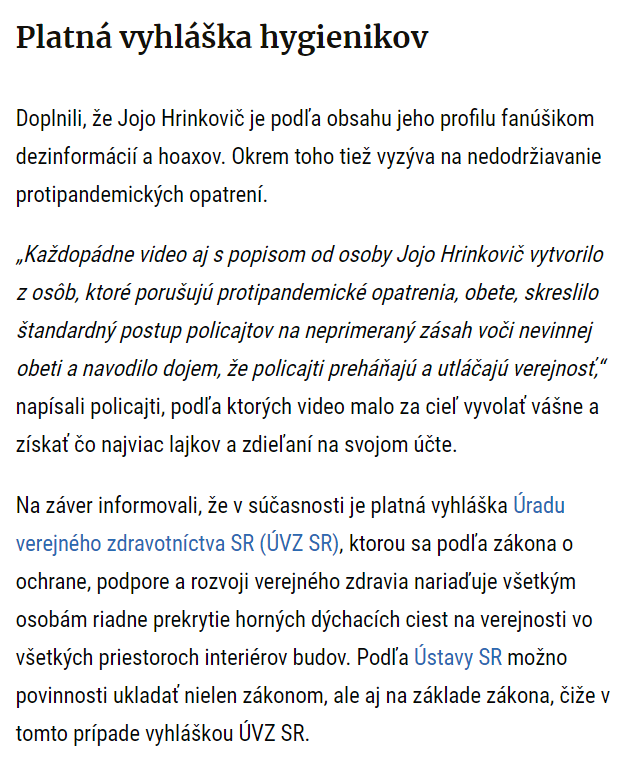 Platná vyhláška hygienikov
Doplnili, že Jojo Hrinkovič je podľa obsahu jeho profilu fanúšikom
dezinformácií a hoaxov. Okrem toho tiež vyzýva na nedodržiavanie
protipandemických opatrení.
„Každopádne video aj s popisom od osoby Jojo Hrinkovič vytvorilo
z osôb, ktoré porušujú protipandemické opatrenia, obete, skreslilo
štandardný postup policajtov na neprimeraný zásah voči nevinnej
obeti a navodilo dojem, že policajti preháňajú a utláčajú verejnosť,“
napísali policajti, podľa ktorých video malo za cieľ vyvolať vášne a
získať čo najviac lajkov a zdieľaní na svojom účte.
Na záver informovali, že v súčasnosti je platná vyhláška Úradu
verejného zdravotníctva SR (ÚVZ SR), ktorou sa podľa zákona o
ochrane, podpore a rozvoji verejného zdravia nariaďuje všetkým
osobám riadne prekrytie horných dýchacích ciest na verejnosti vo
všetkých priestoroch interiérov budov. Podľa Ústavy SR možno
povinnosti ukladať nielen zákonom, ale aj na základe zákona, čiže v
tomto prípade vyhláškou ÚVZ SR.